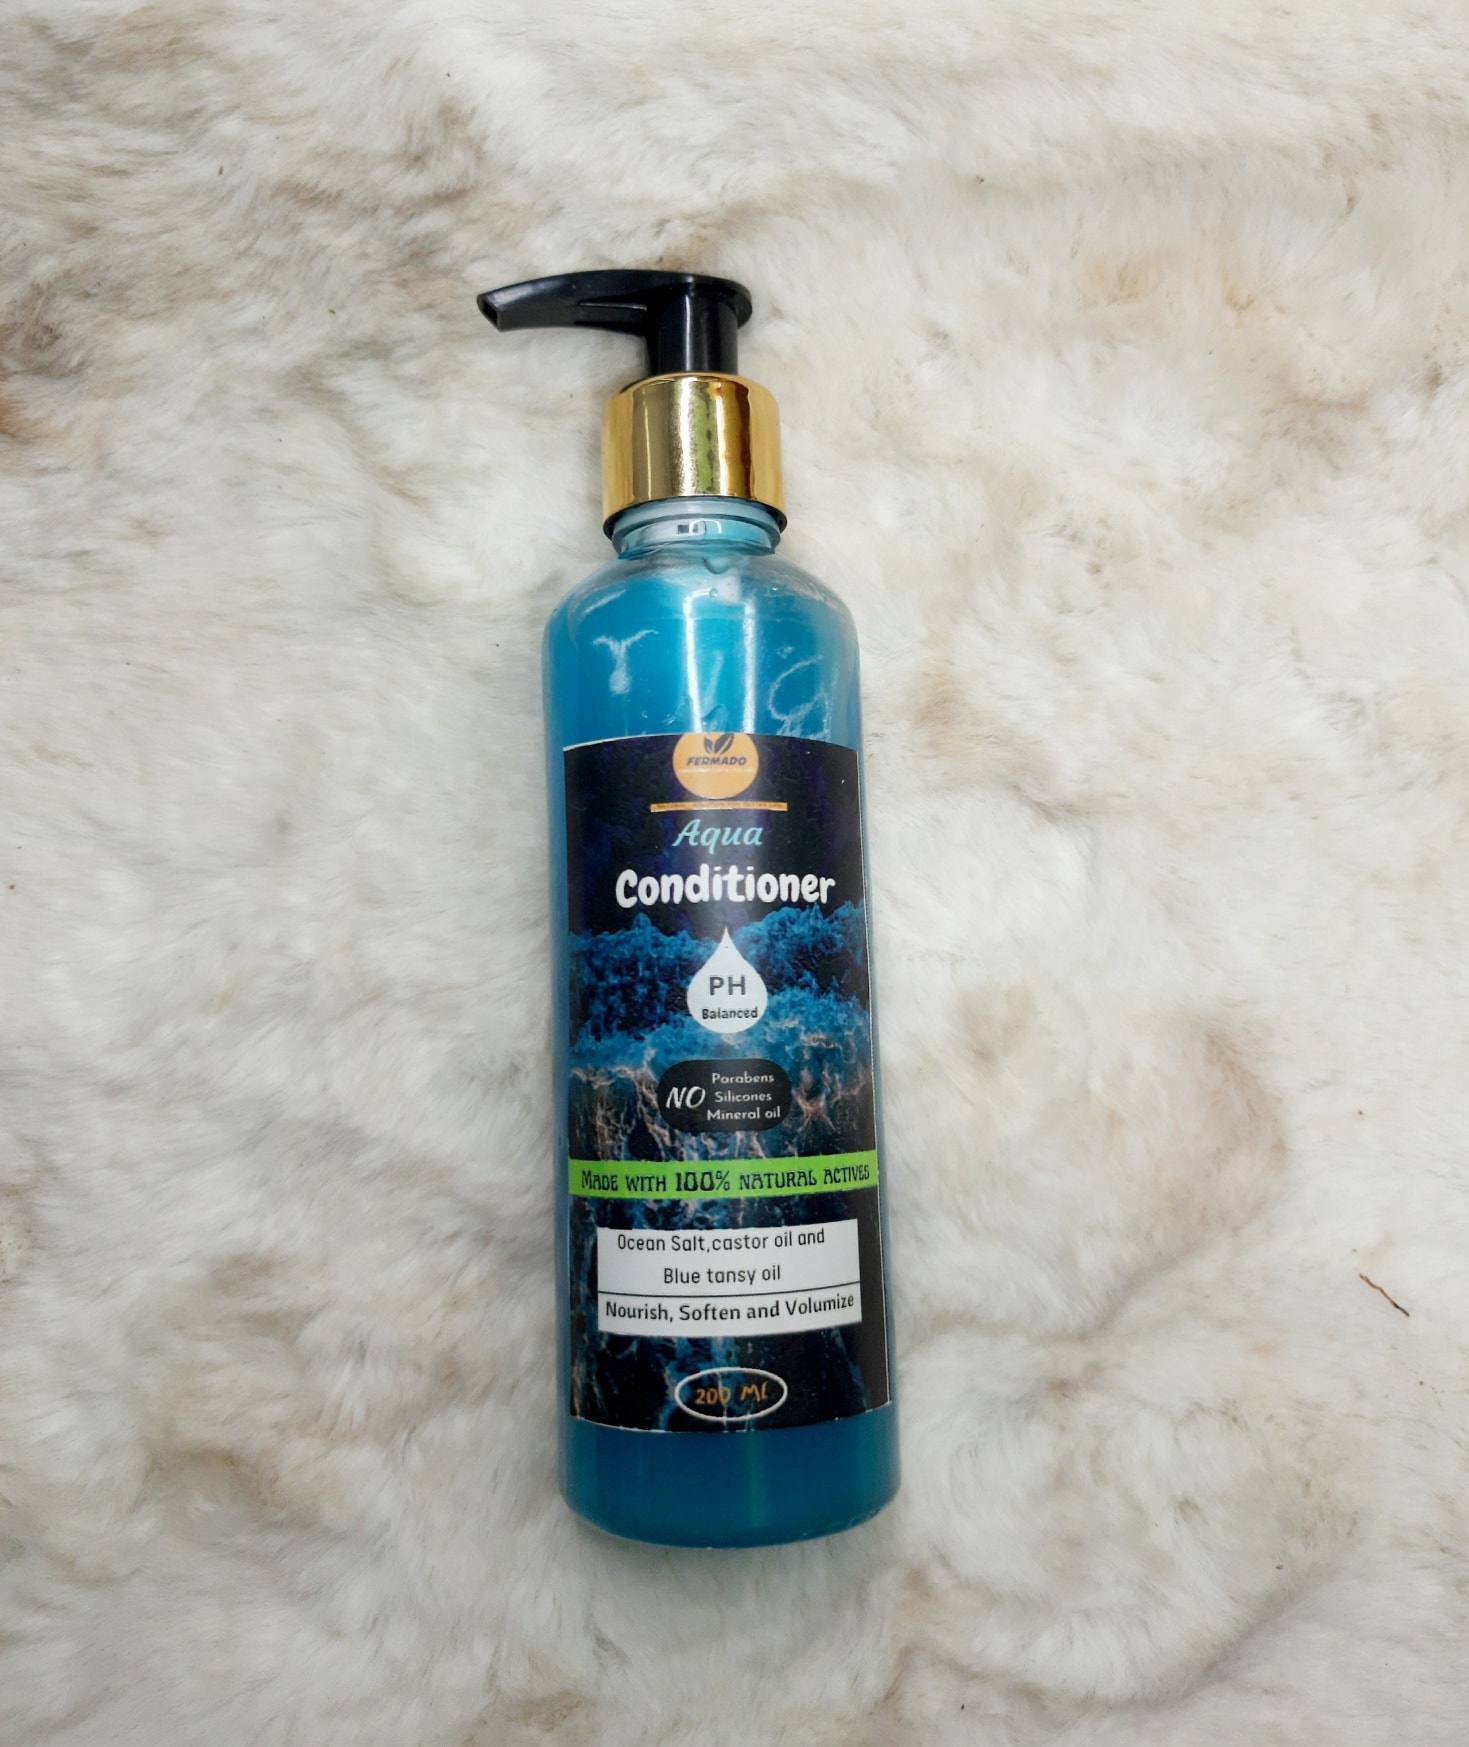 FERMADO
Aqua
Conditioner
PH
Balanced
NO Parabens
Silicones
Mineral oil
MADE WITH 100% NATURAL ACTIVES
Ocean Salt,castor oil and
Blue tansy oil
Nourish, Soften and Volumize
200 ML